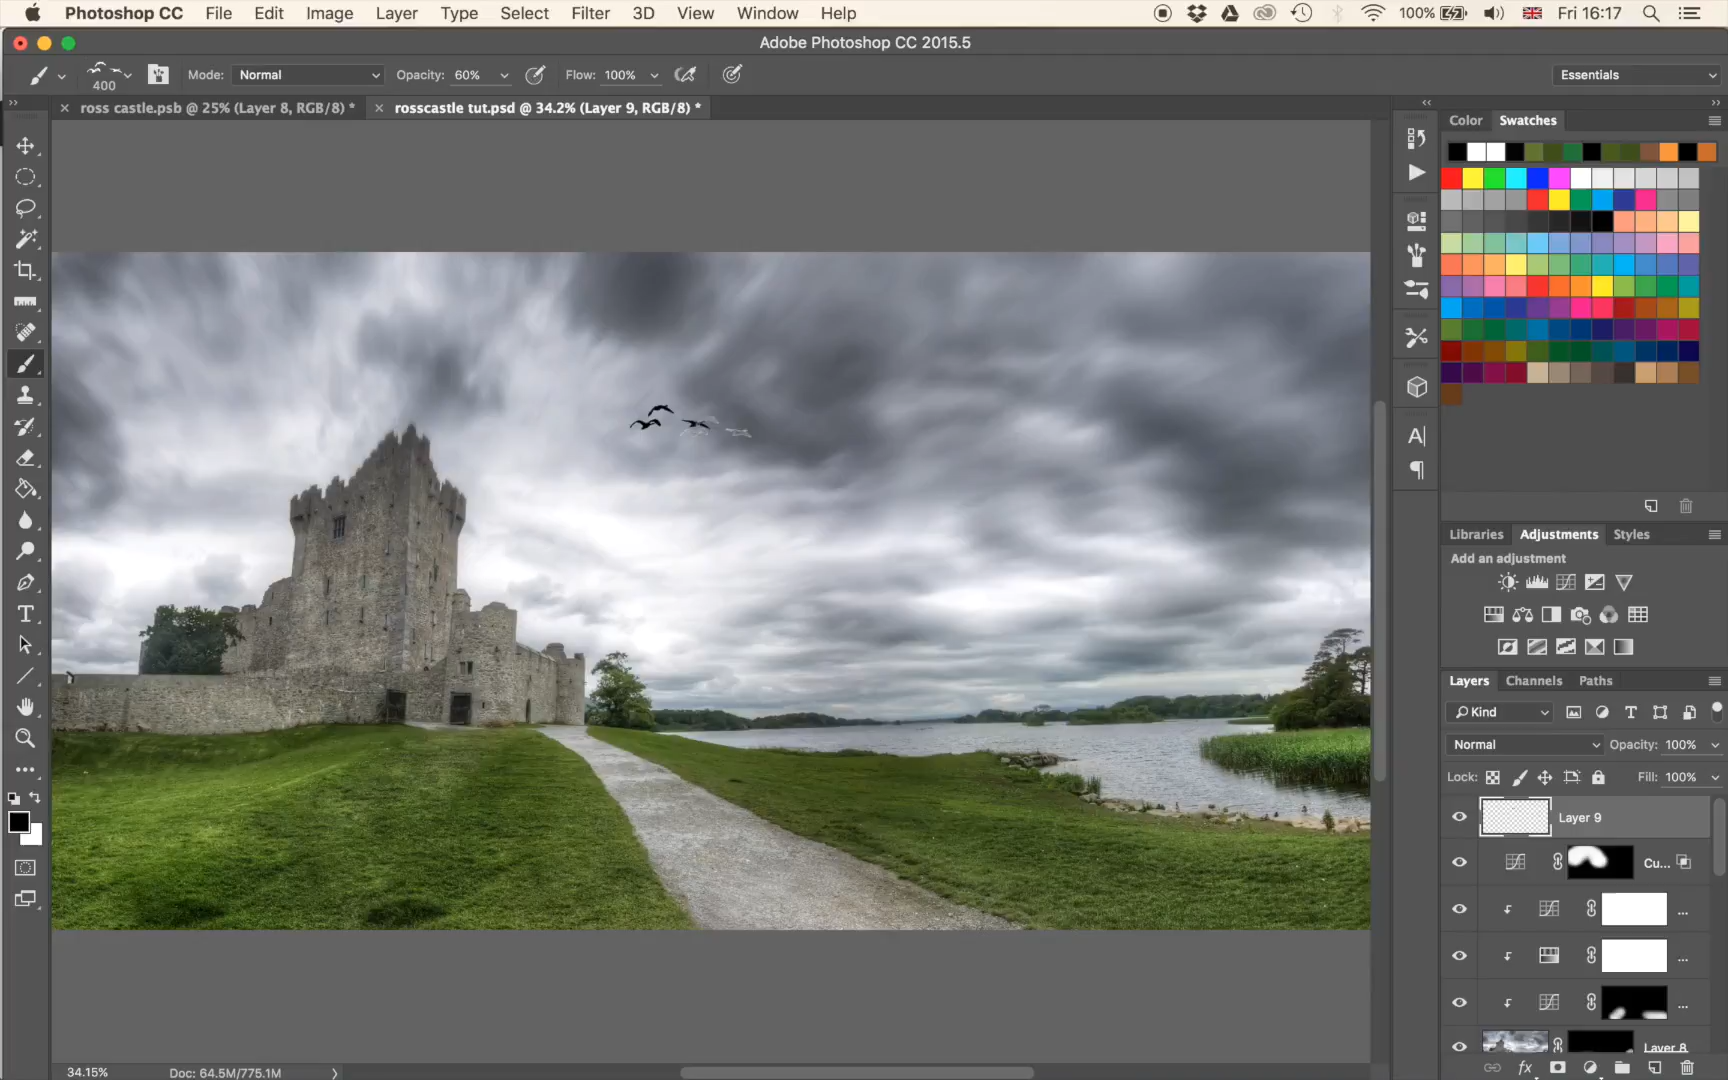 Photoshop CC File Edit Image Layer Type Select Filter 3D View Window Help 100% Fri 16:17
Adobe Photoshop CC 2015.5
400 Mode: Normal Opacity: 60% Flow: 100% Essentials
ross castle.psb @ 25% (Layer 8, RGB/8) * rosscastle tut.psd @ 34.2% (Layer 9, RGB/8) *
Color Swatches
Libraries Adjustments Styles
Add an adjustment
Layers Channels Paths
Kind
Normal Opacity: 100%
Lock: Fill: 100%
Layer 9
Cu...
...
...
...
Layer 8
fx
34.15% Doc: 64.5M/775.1M